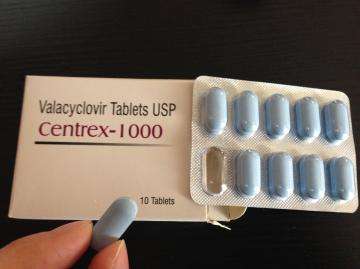 Valacyclovir Tablets USP
Centrex-1000
10 Tablets